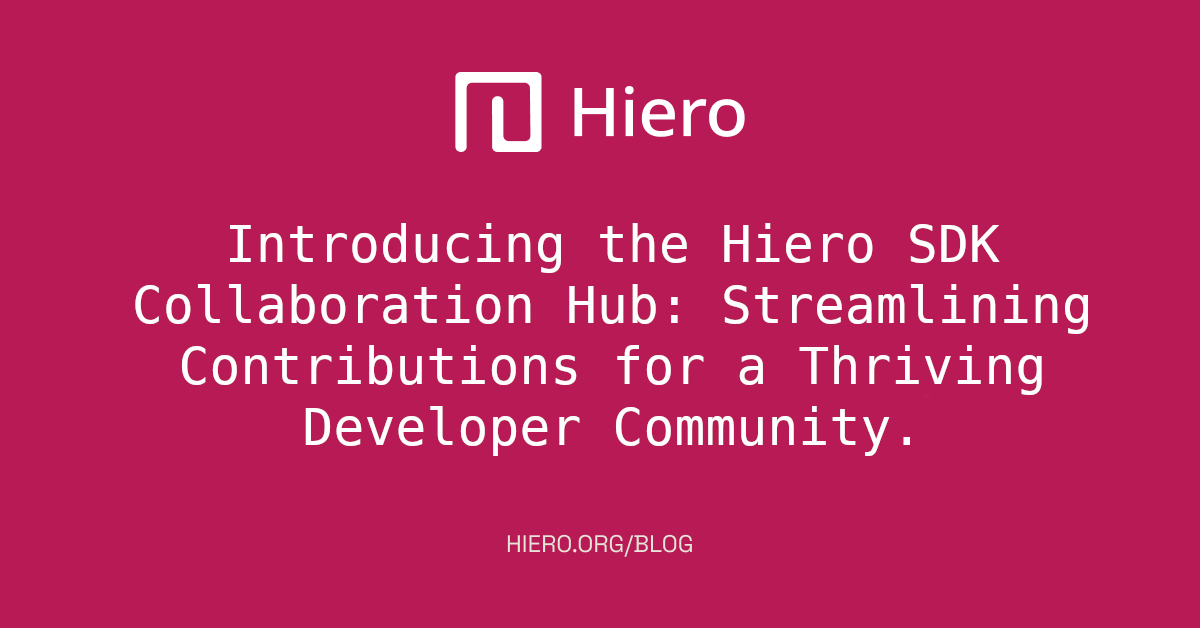 Hiero
Introducing the Hiero SDK
Collaboration Hub: Streamlining
Contributions for a Thriving
Developer Community.
HIERO.ORG/BLOG